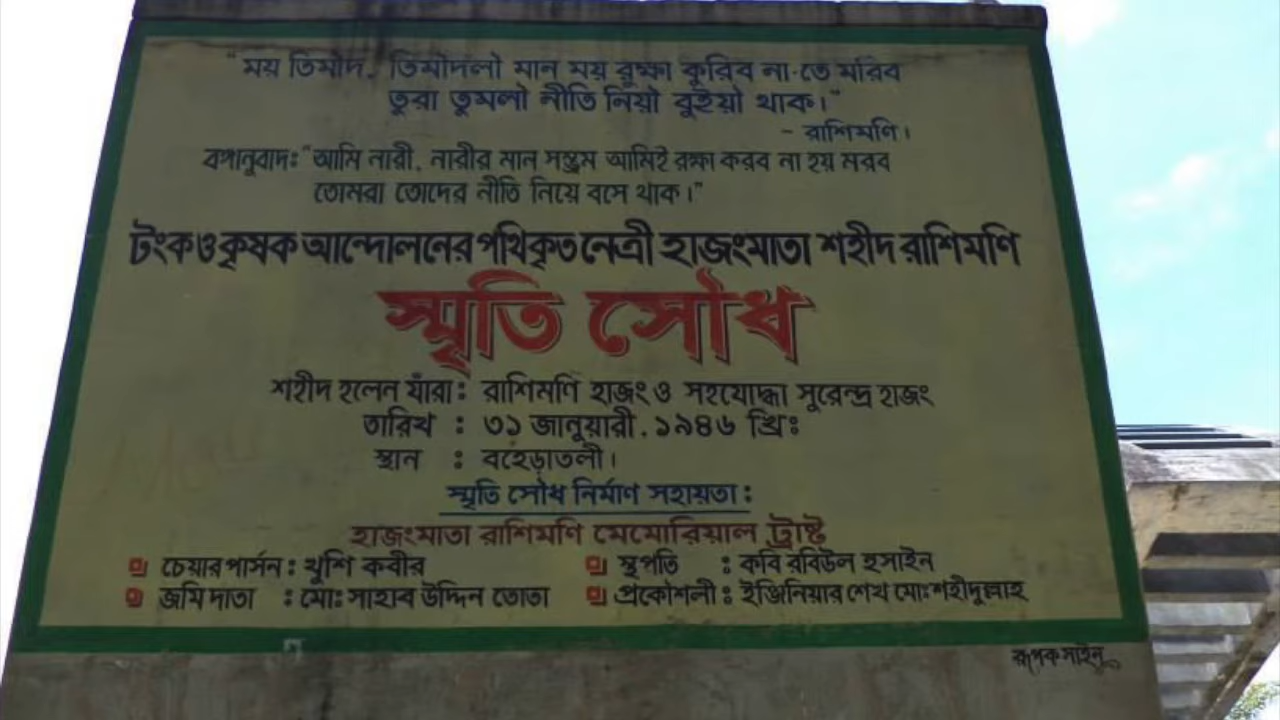 "ময় তিমাদ, তিমাদলা মান ময় রুক্ষা কুরিব না-তে মরিব
তুরা তুমলা নীতি নিয়া বুইয়া থাক।"
- রাশিমণি।
বঙ্গানুবাদঃ "আমি নারী, নারীর মান সম্ভ্রম আমিই রক্ষা করব না হয় মরব
তোমরা তোদের নীতি নিয়ে বসে থাক।"
টংক ও কৃষক আন্দোলনের পথিকৃত নেত্রী হাজংমাতা শহীদ রাশিমণি
স্মৃতি সৌধ
শহীদ হলেন যাঁরা : রাশিমণি হাজং ও সহযোদ্ধা সুরেন্দ্র হাজং
তারিখ : ৩১ জানুয়ারী, ১৯৪৬ খ্রিঃ
স্থান : বহেড়াতলী।
স্মৃতি সৌধ নির্মাণ সহায়তা :
হাজংমাতা রাশিমণি মেমোরিয়াল ট্রাষ্ট
চেয়ার পার্সন : খুশি কবীর স্থপতি : কবি রবিউল হুসাইন
জমি দাতা : মোঃ সাহাব উদ্দিন তোতা প্রকৌশলী : ইঞ্জিনিয়ার শেখ মোঃ শহীদুল্লাহ
রূপক সাইনু